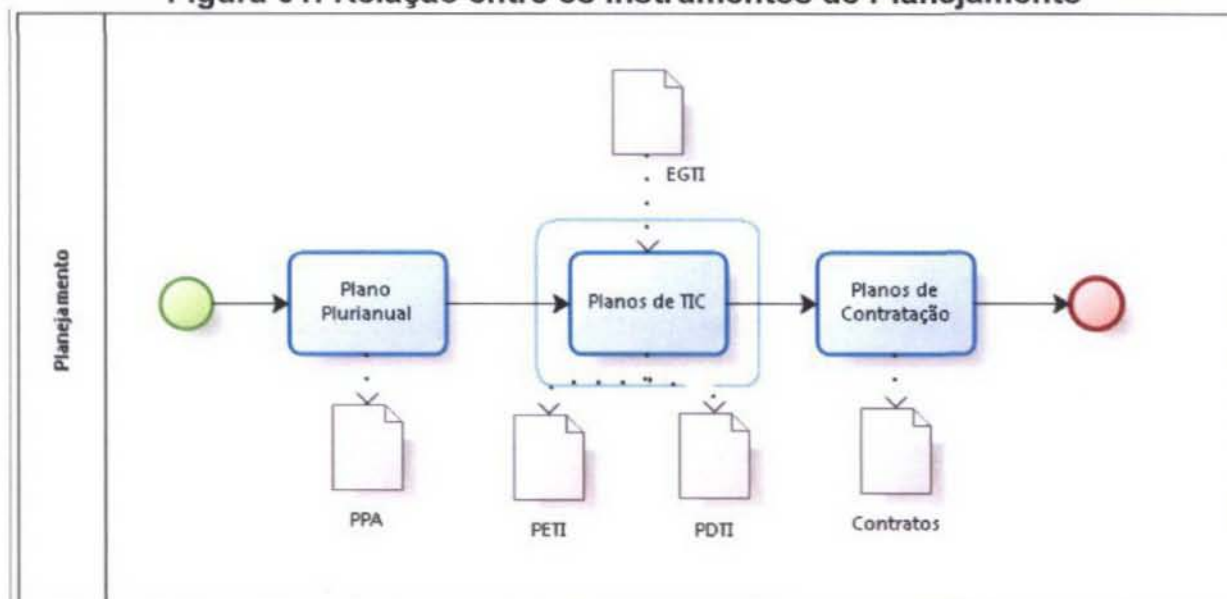 Figura 01: Relação entre os Instrumentos de Planejamento
EGTI
Planejamento
Plano
Plurianual
Planos de TIC
Planos de
Contratação
PPA
PETI
PDTI
Contratos